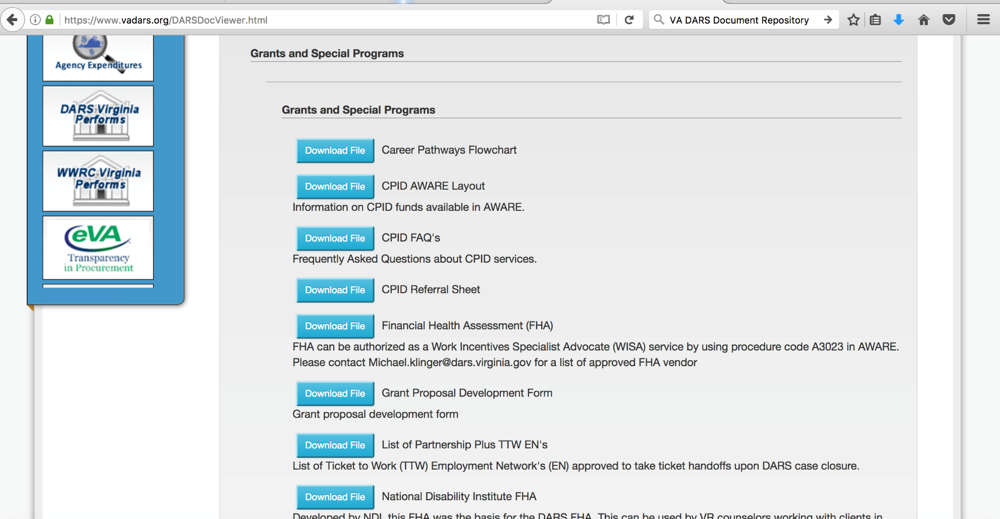 https://www.vadars.org/DARSDocViewer.html
VA DARS Document Repository
Agency Expenditures
DARS Virginia
Performs
WWRC Virginia
Performs
eVA
Transparency
in Procurement
Grants and Special Programs
Grants and Special Programs
Download File Career Pathways Flowchart
Download File CPID AWARE Layout
Information on CPID funds available in AWARE.
Download File CPID FAQ's
Frequently Asked Questions about CPID services.
Download File CPID Referral Sheet
Download File Financial Health Assessment (FHA)
FHA can be authorized as a Work Incentives Specialist Advocate (WISA) service by using procedure code A3023 in AWARE.
Please contact Michael.klinger@dars.virginia.gov for a list of approved FHA vendor
Download File Grant Proposal Development Form
Grant proposal development form
Download File List of Partnership Plus TTW EN's
List of Ticket to Work (TTW) Employment Network's (EN) approved to take ticket handoffs upon DARS case closure.
Download File National Disability Institute FHA
Developed by NDI, this FHA was the basis for the DARS FHA. This can be used by VR counselors working with clients in